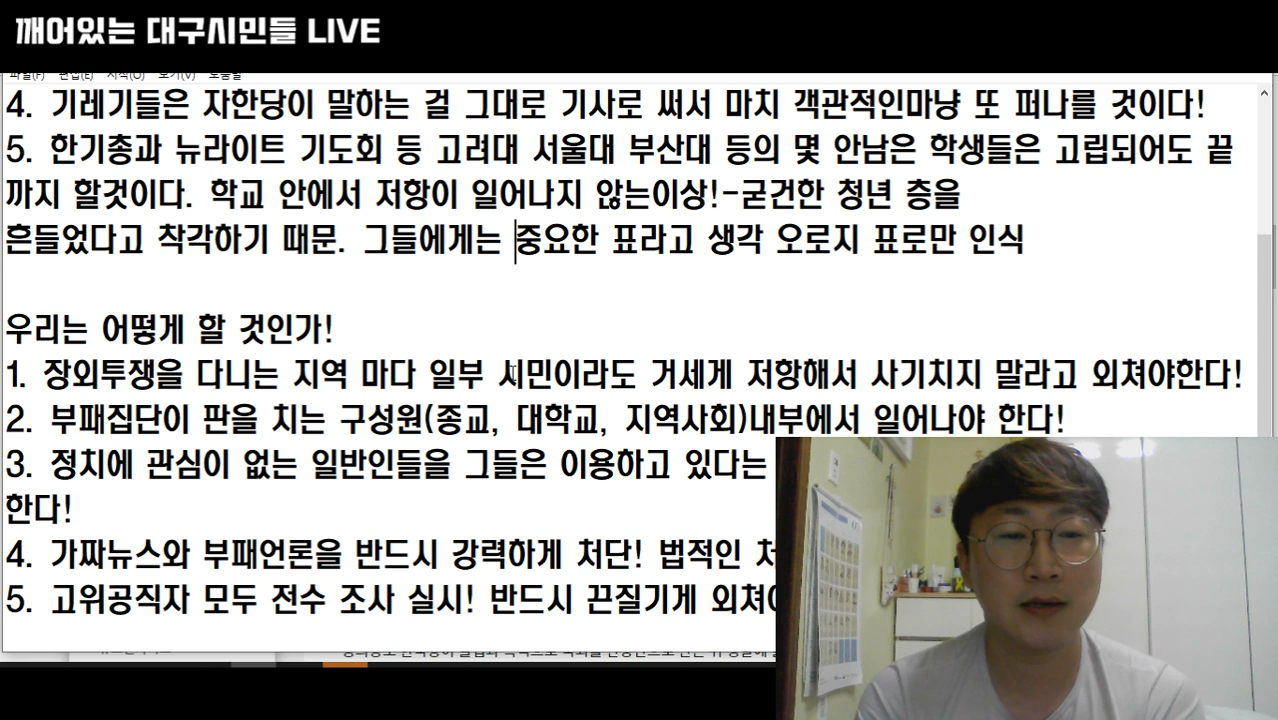 깨어있는 대구시민들 LIVE
파일(F) 편집(E) 서식(O) 보기(V) 도움말
4. 기레기들은 자한당이 말하는 걸 그대로 기사로 써서 마치 객관적인마냥 또 퍼나를 것이다!
5. 한기총과 뉴라이트 기도회 등 고려대 서울대 부산대 등의 몇 안남은 학생들은 고립되어도 끝
까지 할것이다. 학교 안에서 저항이 일어나지 않는이상!-굳건한 청년 층을
흔들었다고 착각하기 때문. 그들에게는 중요한 표라고 생각 오로지 표로만 인식
우리는 어떻게 할 것인가!
1. 장외투쟁을 다니는 지역 마다 일부 시민이라도 거세게 저항해서 사기치지 말라고 외쳐야한다!
2. 부패집단이 판을 치는 구성원(종교, 대학교, 지역사회)내부에서 일어나야 한다!
3. 정치에 관심이 없는 일반인들을 그들은 이용하고 있다는
한다!
4. 가짜뉴스와 부패언론을 반드시 강력하게 처단! 법적인
5. 고위공직자 모두 전수 조사 실시! 반드시 끈질기게